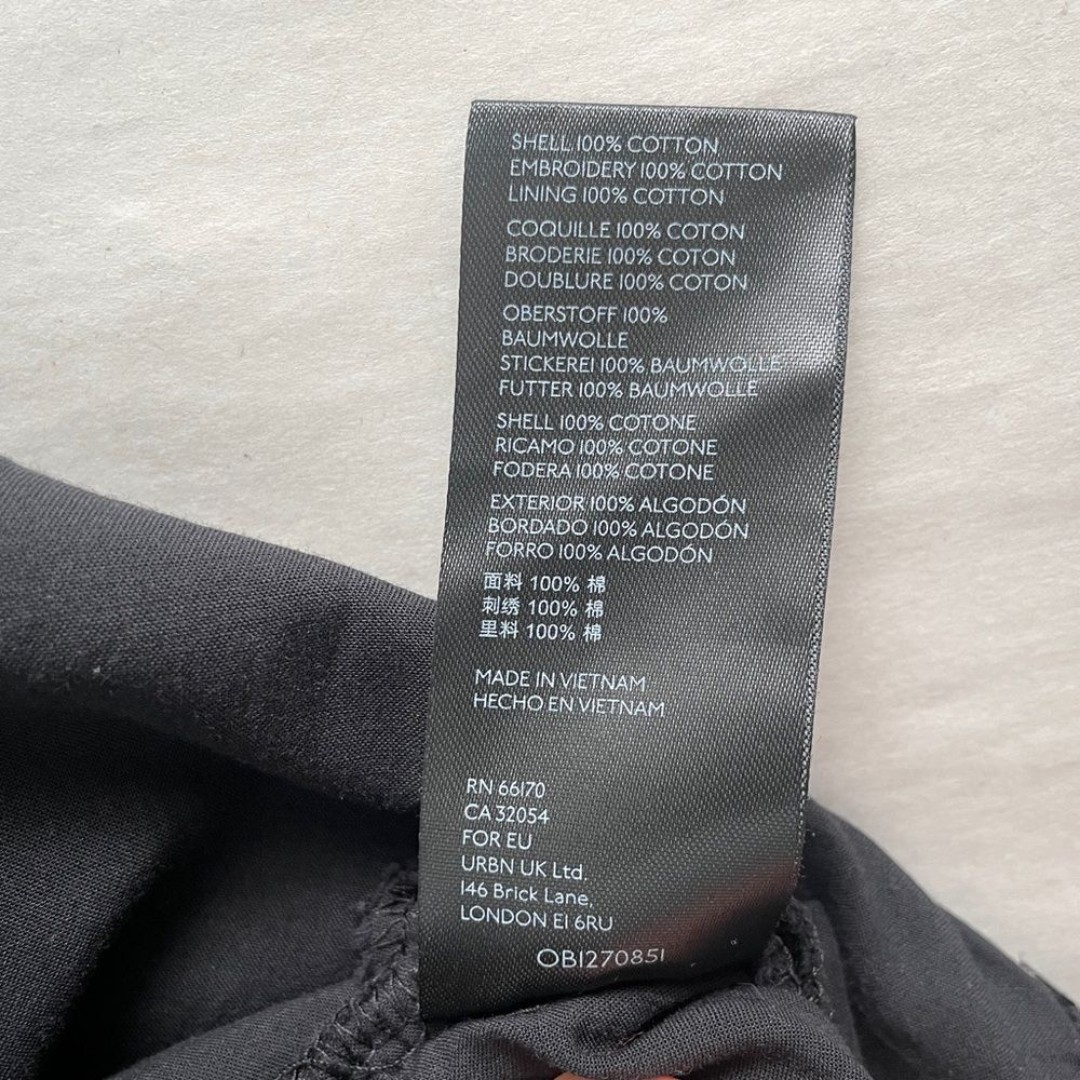 SHELL 100% COTTON
EMBROIDERY 100% COTTON
LINING 100% COTTON
COQUILLE 100% COTON
BRODERIE 100% COTON
DOUBLURE 100% COTON
OBERSTOFF 100%
BAUMWOLLE
STICKEREI 100% BAUMWOLLE
FUTTER 100% BAUMWOLLE
SHELL 100% COTONE
RICAMO 100% COTONE
FODERA 100% COTONE
EXTERIOR 100% ALGODÓN
BORDADO 100% ALGODÓN
FORRO 100% ALGODÓN
面料 100% 棉
刺绣 100% 棉
里料 100% 棉
MADE IN VIETNAM
HECHO EN VIETNAM
RN 66170
CA 32054
FOR EU
URBN UK Ltd.
146 Brick Lane,
LONDON E1 6RU
OB1270851